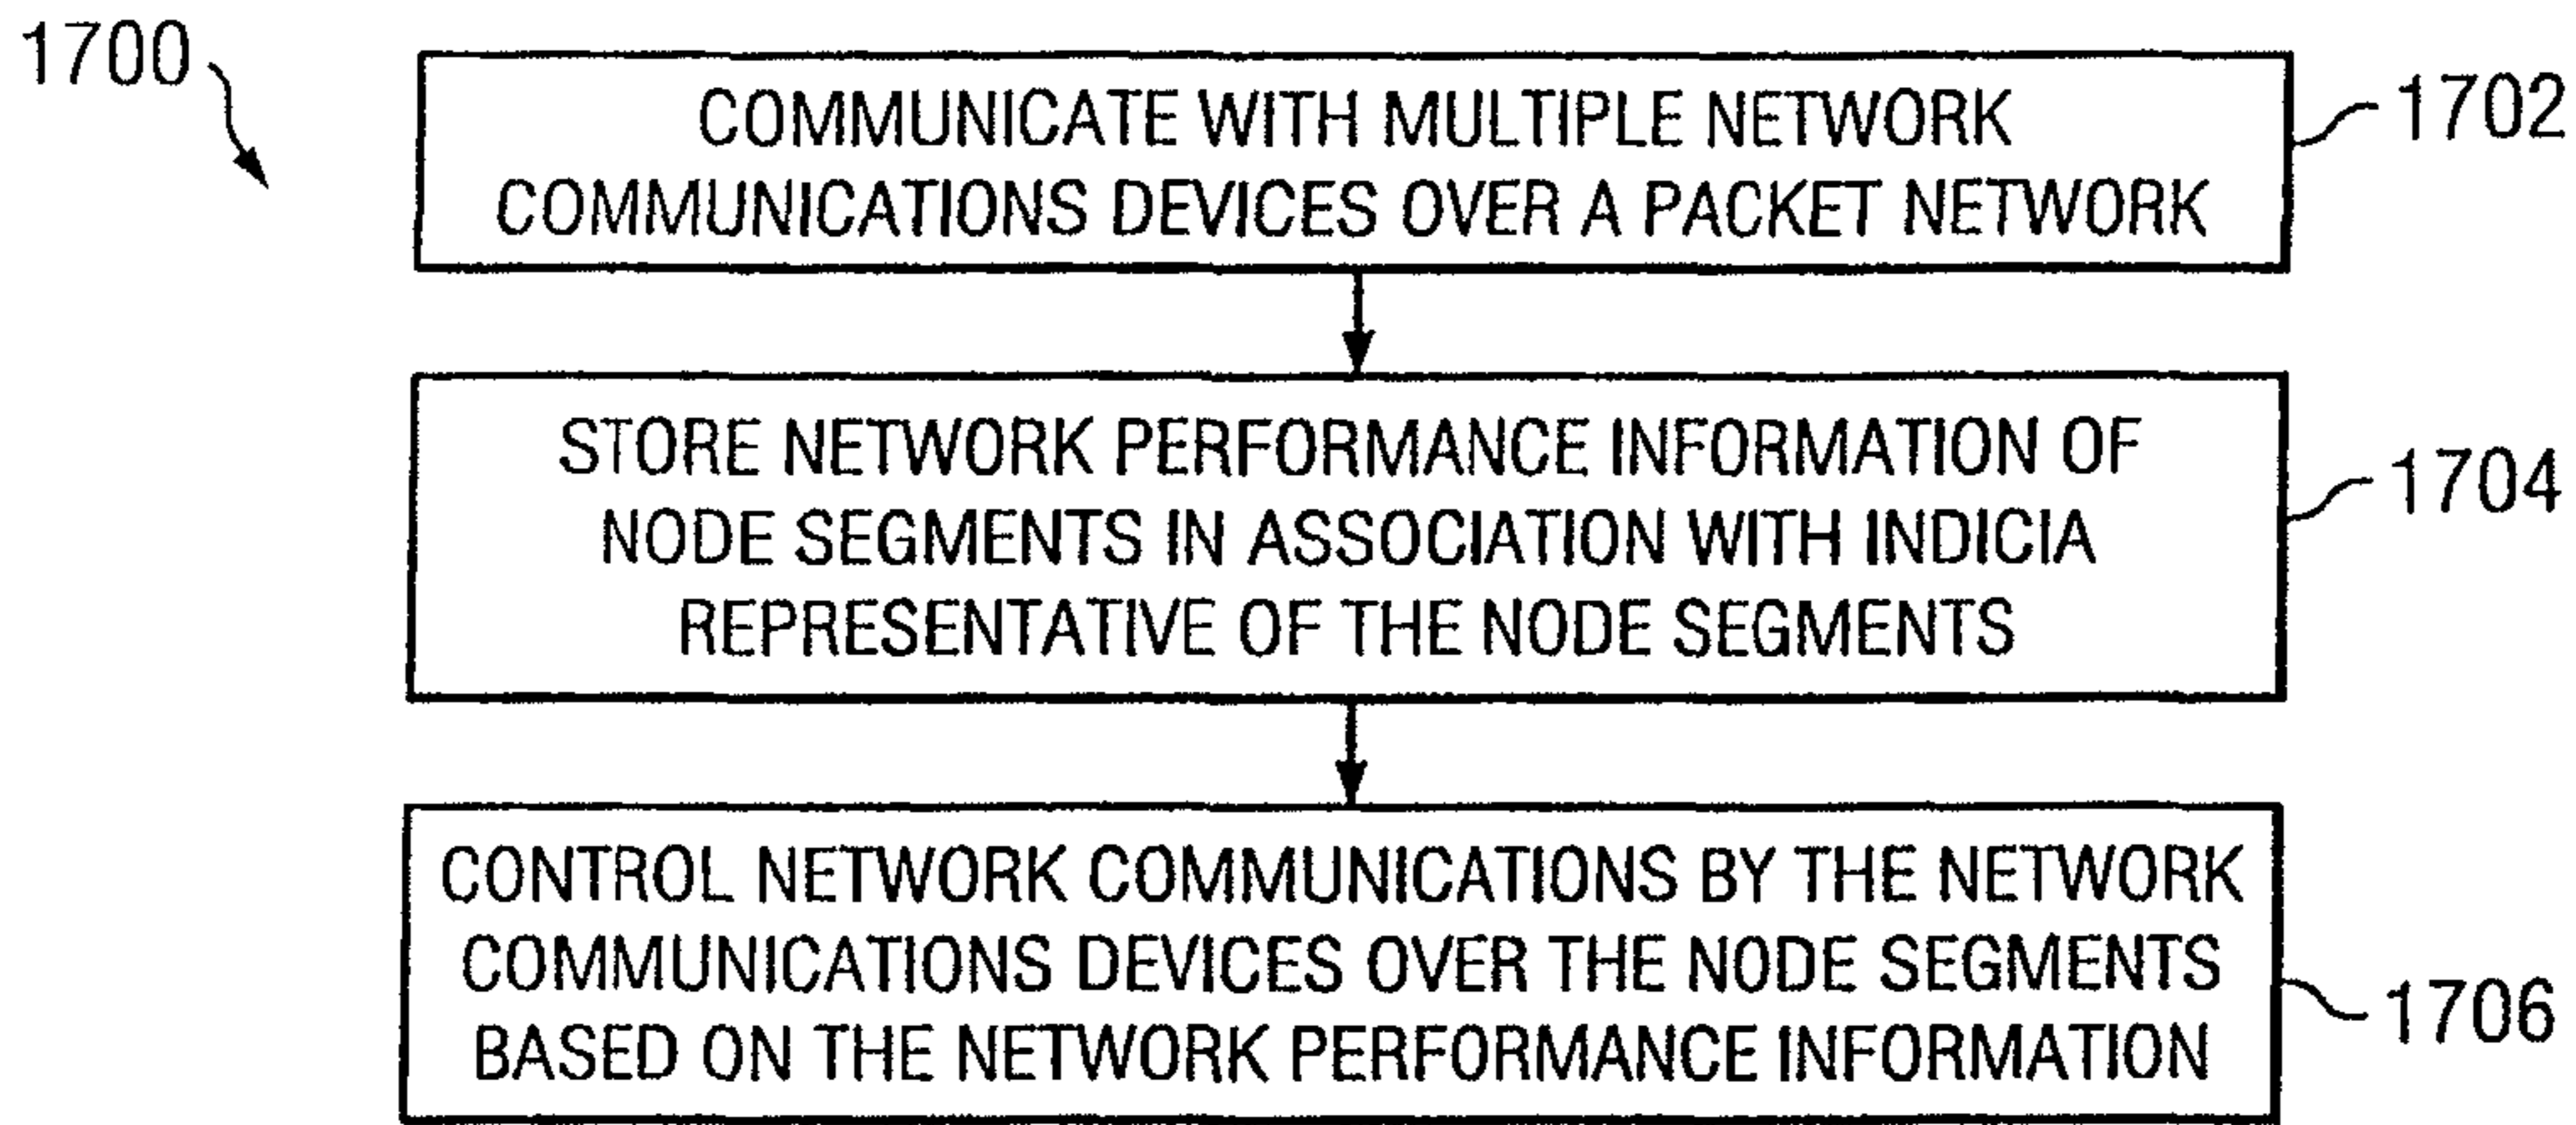 1700
COMMUNICATE WITH MULTIPLE NETWORK
COMMUNICATIONS DEVICES OVER A PACKET NETWORK
1702
STORE NETWORK PERFORMANCE INFORMATION OF
NODE SEGMENTS IN ASSOCIATION WITH INDICIA
REPRESENTATIVE OF THE NODE SEGMENTS
1704
CONTROL NETWORK COMMUNICATIONS BY THE NETWORK
COMMUNICATIONS DEVICES OVER THE NODE SEGMENTS
BASED ON THE NETWORK PERFORMANCE INFORMATION
1706